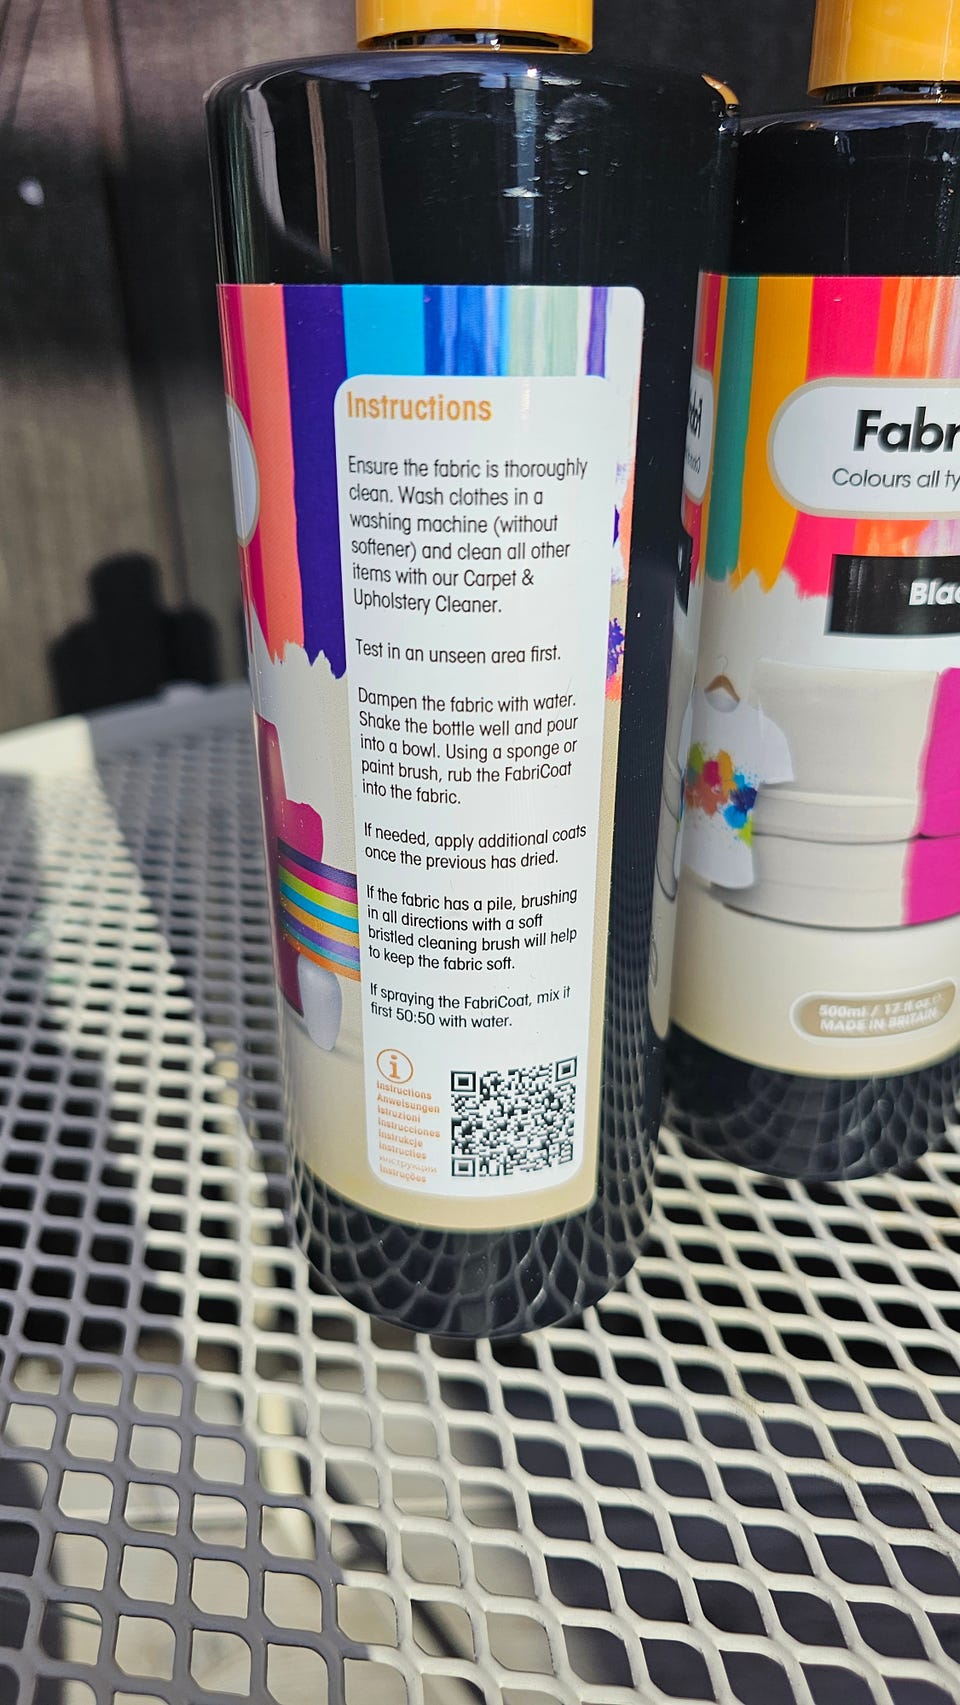 Instructions
Ensure the fabric is thoroughly
clean. Wash clothes in a
washing machine (without
softener) and clean all other
items with our Carpet &
Upholstery Cleaner.
Test in an unseen area first.
Dampen the fabric with water.
Shake the bottle well and pour
into a bowl. Using a sponge or
paint brush, rub the FabriCoat
into the fabric.
If needed, apply additional coats
once the previous has dried.
If the fabric has a pile, brushing
in all directions with a soft
bristled cleaning brush will help
to keep the fabric soft.
If spraying the FabriCoat, mix it
first 50:50 with water.
Instructions
Anweisungen
Istruzioni
Instrucciones
Instrukcje
Instructies
инструкции
Instruções
Fabr
Colours all ty
Blac
500ml / 17 fl oz
MADE IN BRITAIN